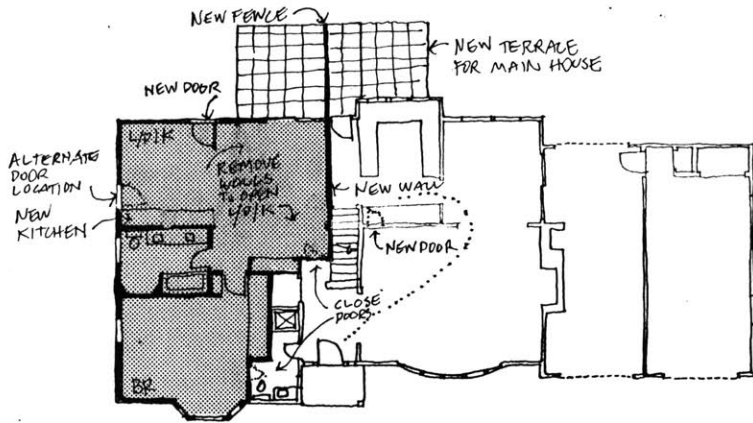 NEW FENCE
NEW TERRACE
FOR MAIN HOUSE
NEW DOOR
L/D/K
ALTERNATE
DOOR
LOCATION
REMOVE
WALLS
TO OPEN
L/D/K
NEW WALL
NEW
KITCHEN
NEW DOOR
CLOSE
DOORS
BR